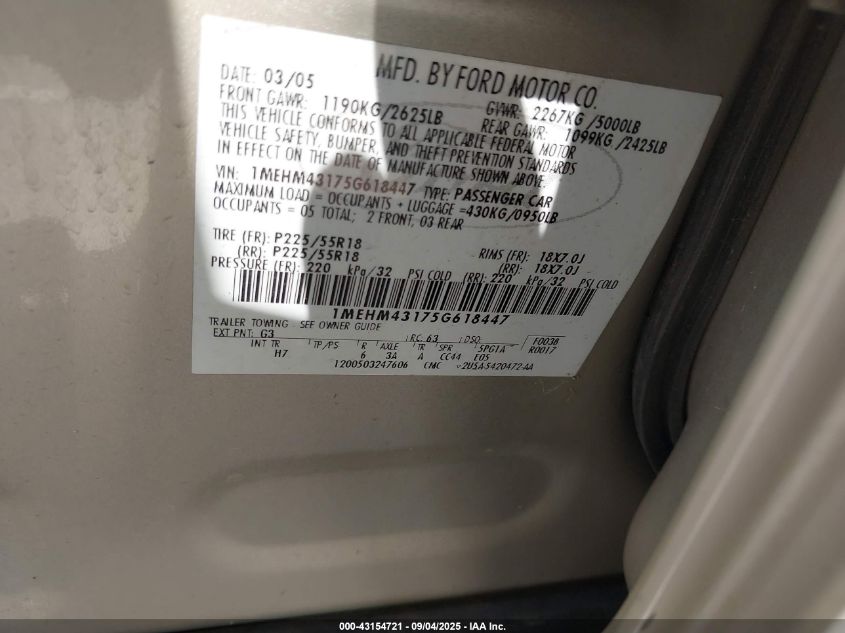 MFD. BY FORD MOTOR CO.
DATE: 03/05 GVWR: 2267KG/5000LB
FRONT GAWR: 1190KG/2625LB REAR GAWR: 1099KG/2425LB
THIS VEHICLE CONFORMS TO ALL APPLICABLE FEDERAL MOTOR
VEHICLE SAFETY, BUMPER, AND THEFT PREVENTION STANDARDS
IN EFFECT ON THE DATE OF MANUFACTURE SHOWN ABOVE.
VIN: 1MEHM43175G618447 TYPE: PASSENGER CAR
MAXIMUM LOAD = OCCUPANTS + LUGGAGE =430KG/0950LB
OCCUPANTS = 05 TOTAL; 2 FRONT, 03 REAR
TIRE (FR): P225/55R18 RIMS (FR): 18X7.0J
(RR): P225/55R18 (RR): 18X7.0J
PRESSURE (FR): 220 kPa/32 PSI COLD (RR): 220 kPa/32 PSI COLD
1MEHM43175G618447
TRAILER TOWING - SEE OWNER GUIDE
EXT PNT: G3 RC: 63 DSO: F0038
INT TR TP/PS R AXLE TR SPR SPG1A R0017
H7 6 3A A CC44 EE05
1200503247606 CMC 2U5A-5420472-AA
000-43154721 - 09/04/2025 - IAA, Inc.